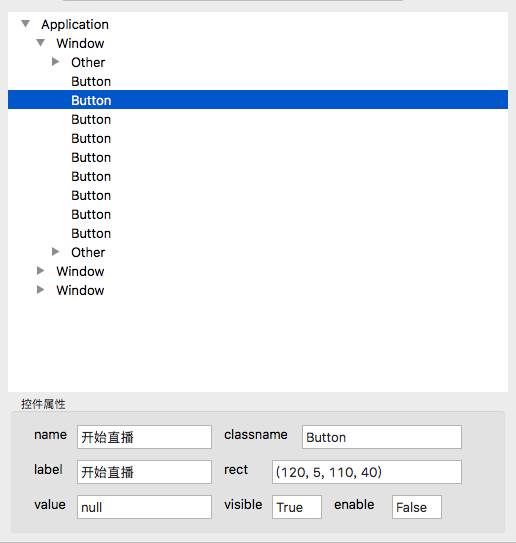 Application
Window
Other
Button
Button
Button
Button
Button
Button
Button
Button
Button
Other
Window
Window
控件属性
name 开始直播 classname Button
label 开始直播 rect (120, 5, 110, 40)
value null visible True enable False